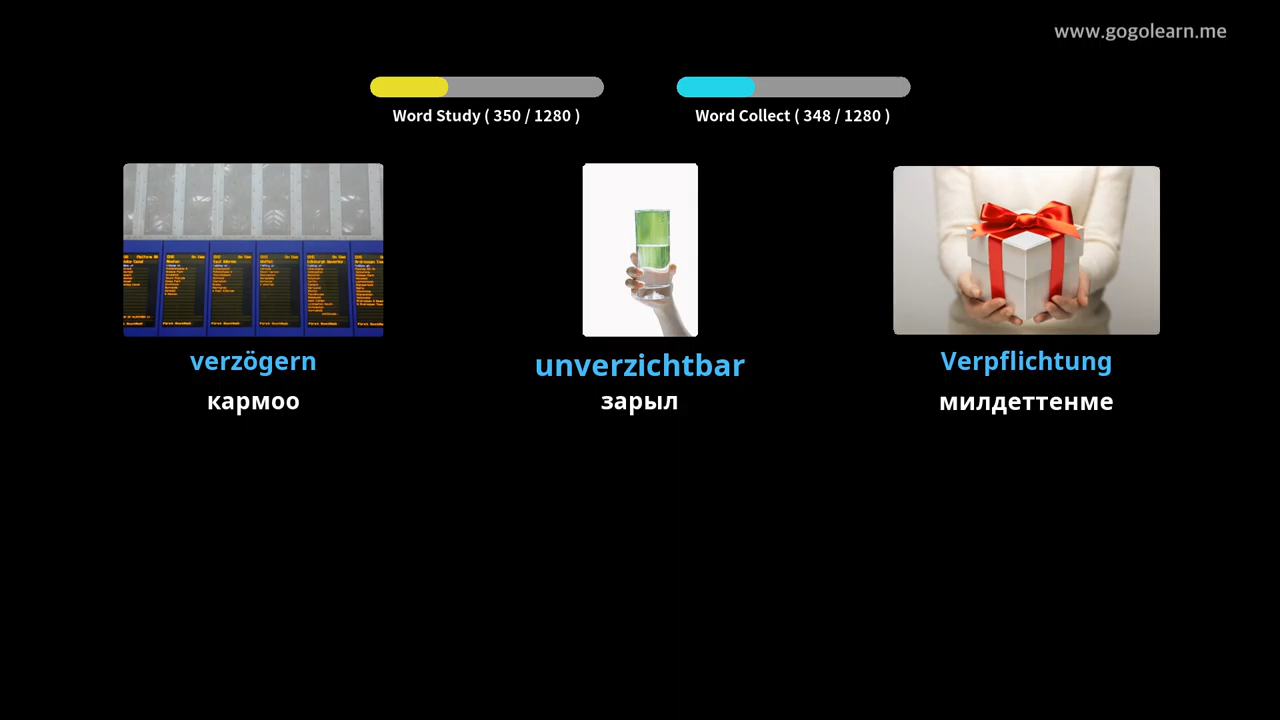 www.gogolearn.me
Word Study ( 350 / 1280 )
Word Collect ( 348 / 1280 )
verzögern
unverzichtbar
Verpflichtung
кармоо
зарыл
милдеттенме